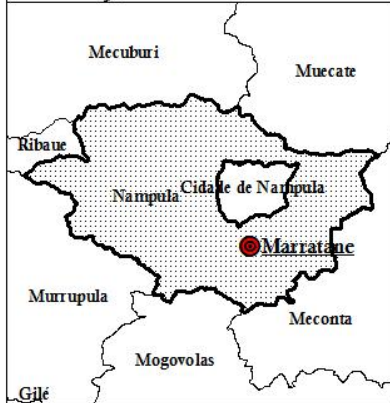 Mecuburi
Muecate
Ribaue
Nampula
Cidade de Nampula
Marratane
Murrupula
Meconta
Mogovolas
Gilé